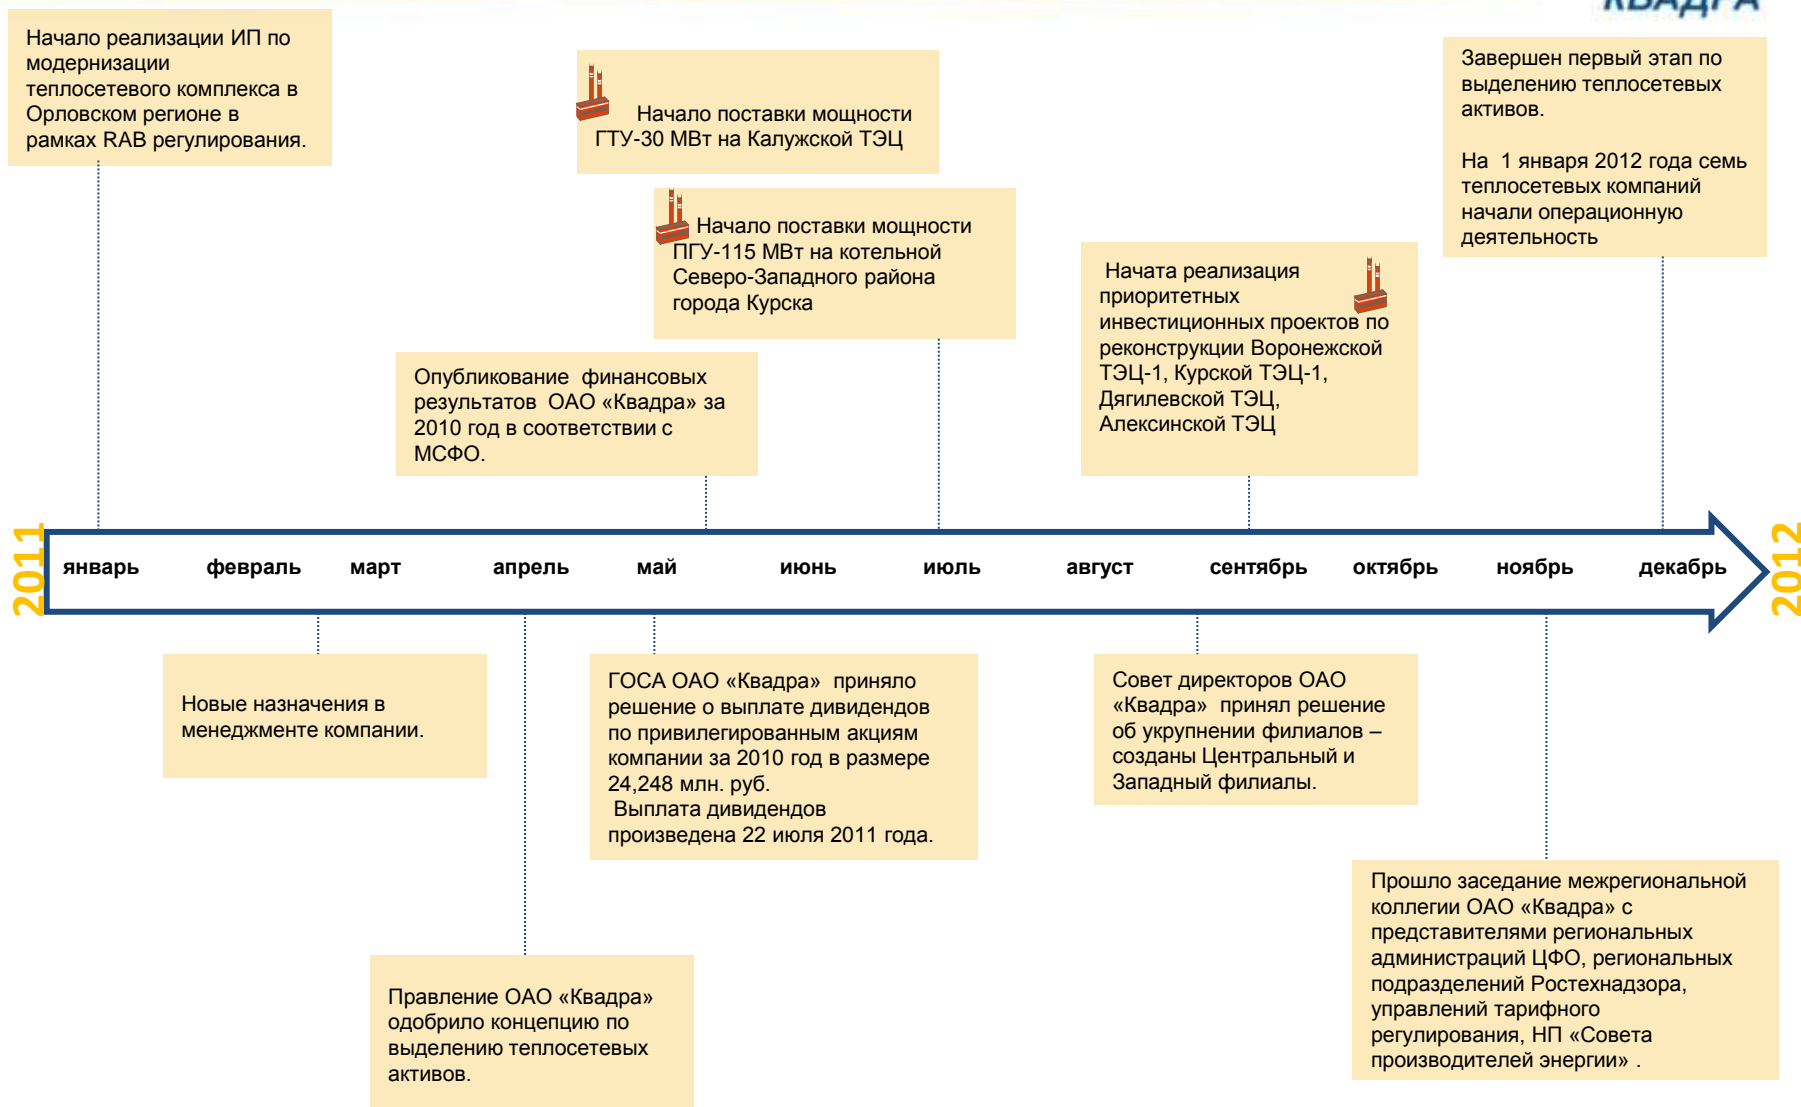 КВАДРА
Начало реализации ИП по
модернизации
теплосетевого комплекса в
Орловском регионе в
рамках RAB регулирования.
Начало поставки мощности
ГТУ-30 МВт на Калужской ТЭЦ
Начало поставки мощности
ПГУ-115 МВт на котельной
Северо-Западного района
города Курска
Завершен первый этап по
выделению теплосетевых
активов.
На 1 января 2012 года семь
теплосетевых компаний
начали операционную
деятельность
Начата реализация
приоритетных
инвестиционных проектов по
реконструкции Воронежской
ТЭЦ-1, Курской ТЭЦ-1,
Дягилевской ТЭЦ,
Алексинской ТЭЦ
Опубликование финансовых
результатов ОАО «Квадра» за
2010 год в соответствии с
МСФО.
2011
январь февраль март апрель май июнь июль август сентябрь октябрь ноябрь декабрь
2012
Новые назначения в
менеджменте компании.
ГОСА ОАО «Квадра» приняло
решение о выплате дивидендов
по привилегированным акциям
компании за 2010 год в размере
24,248 млн. руб.
Выплата дивидендов
произведена 22 июля 2011 года.
Совет директоров ОАО
«Квадра» принял решение
об укрупнении филиалов –
созданы Центральный и
Западный филиалы.
Правление ОАО «Квадра»
одобрило концепцию по
выделению теплосетевых
активов.
Прошло заседание межрегиональной
коллегии ОАО «Квадра» с
представителями региональных
администраций ЦФО, региональных
подразделений Ростехнадзора,
управлений тарифного
регулирования, НП «Совета
производителей энергии» .